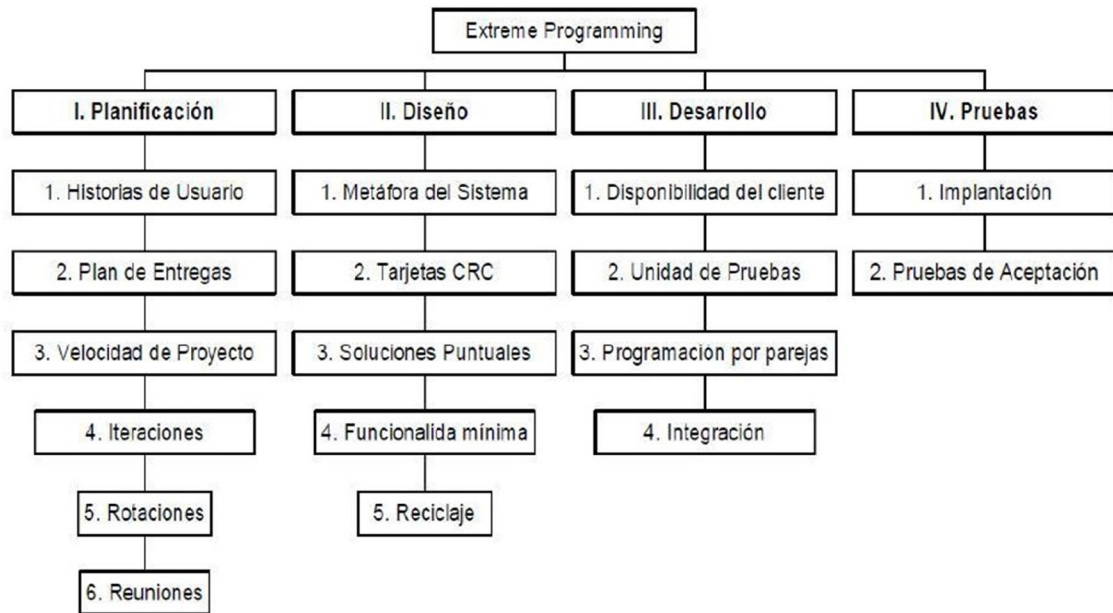 Extreme Programming
I. Planificación
1. Historias de Usuario
2. Plan de Entregas
3. Velocidad de Proyecto
4. Iteraciones
5. Rotaciones
6. Reuniones
II. Diseño
1. Metáfora del Sistema
2. Tarjetas CRC
3. Soluciones Puntuales
4. Funcionalida mínima
5. Reciclaje
III. Desarrollo
1. Disponibilidad del cliente
2. Unidad de Pruebas
3. Programación por parejas
4. Integración
IV. Pruebas
1. Implantación
2. Pruebas de Aceptación